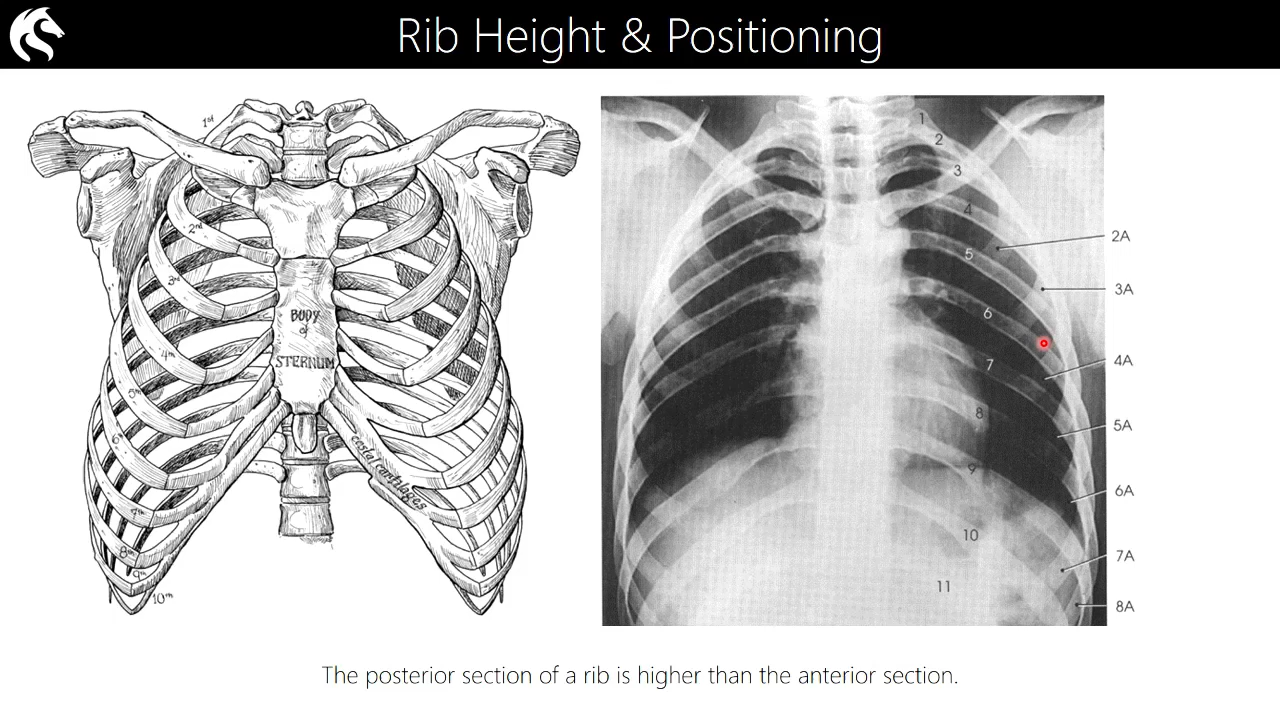 Rib Height & Positioning
1st
2nd
3rd
4th
5th
6
7th
8th
9th
10th
BODY
of
STERNUM
costal cartilages
1
2
3
4
5
6
7
8
9
10
11
2A
3A
4A
5A
6A
7A
8A
The posterior section of a rib is higher than the anterior section.